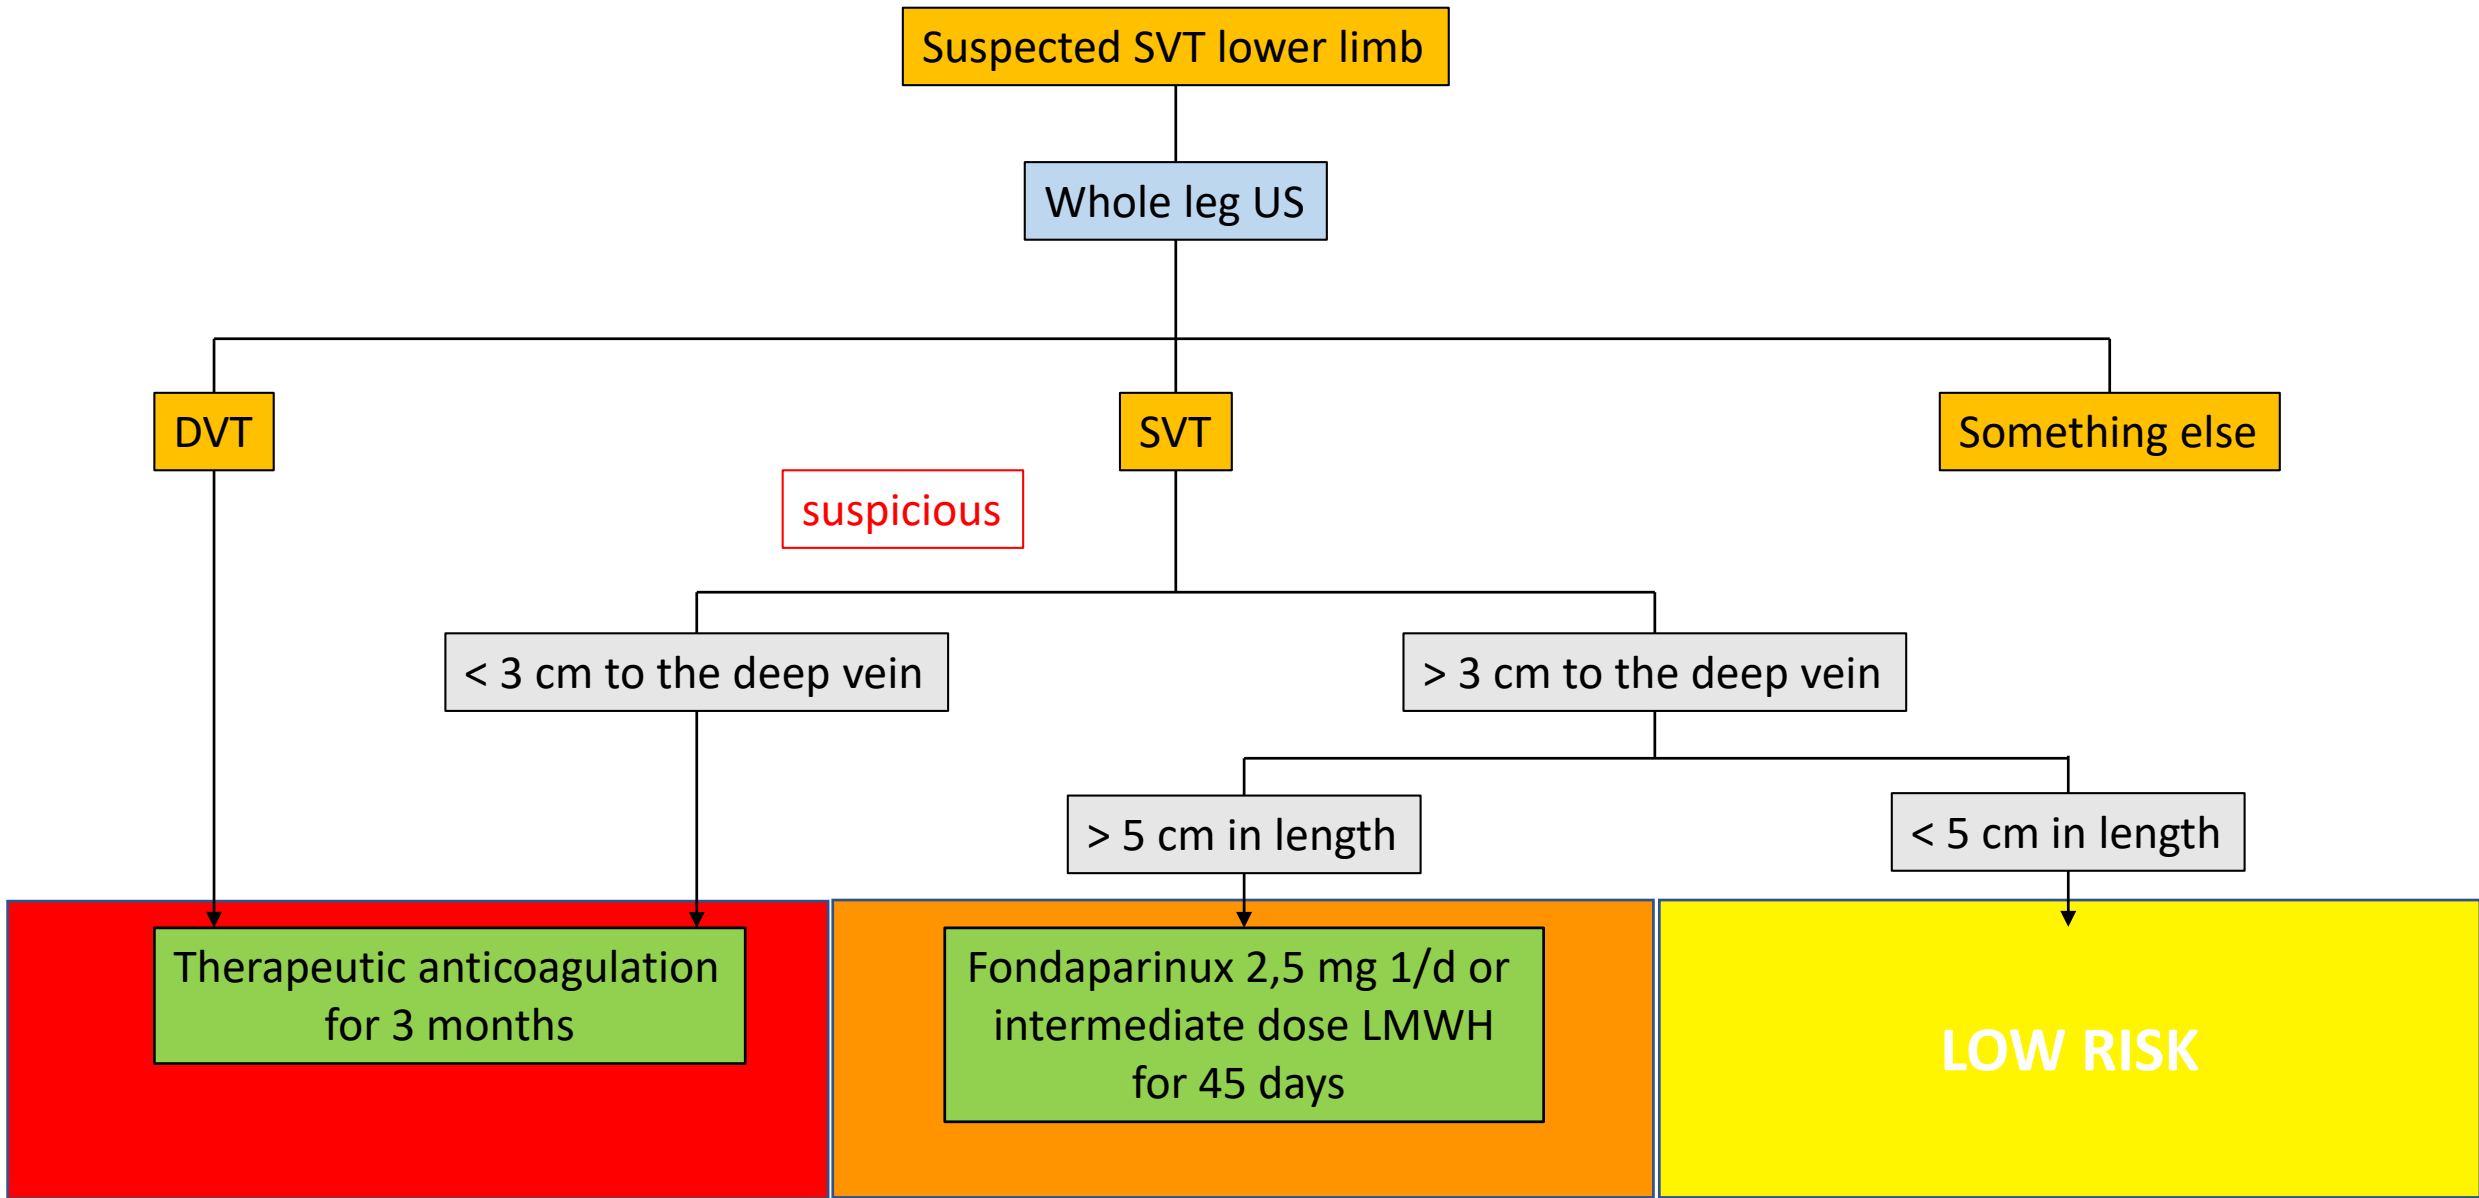 Suspected SVT lower limb
Whole leg US
DVT
SVT
Something else
suspicious
< 3 cm to the deep vein
> 3 cm to the deep vein
> 5 cm in length
< 5 cm in length
Therapeutic anticoagulation
for 3 months
Fondaparinux 2,5 mg 1/d or
intermediate dose LMWH
for 45 days
LOW RISK